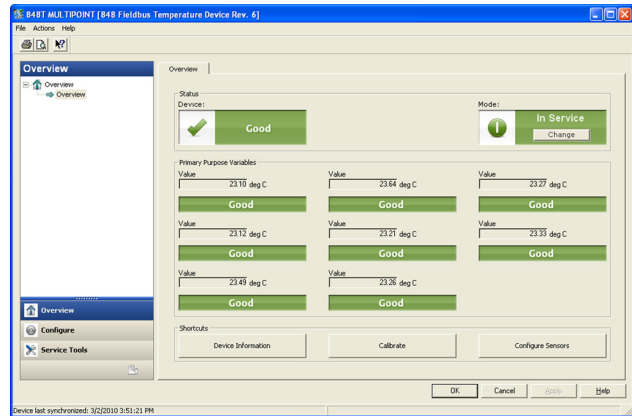 848T MULTIPOINT [848 Fieldbus Temperature Device Rev. 6]
File Actions Help
Overview
Overview
Overview
Overview
Status
Device:
Good
Mode:
In Service
Change
Primary Purpose Variables
Value Value Value
23.10 deg C 23.64 deg C 23.27 deg C
Good Good Good
Value Value Value
23.12 deg C 23.21 deg C 23.33 deg C
Good Good Good
Value Value
23.49 deg C 23.26 deg C
Good Good
Overview
Configure
Service Tools
Shortcuts
Device Information Calibrate Configure Sensors
OK Cancel Apply Help
Device last synchronized: 3/2/2010 3:51:21 PM